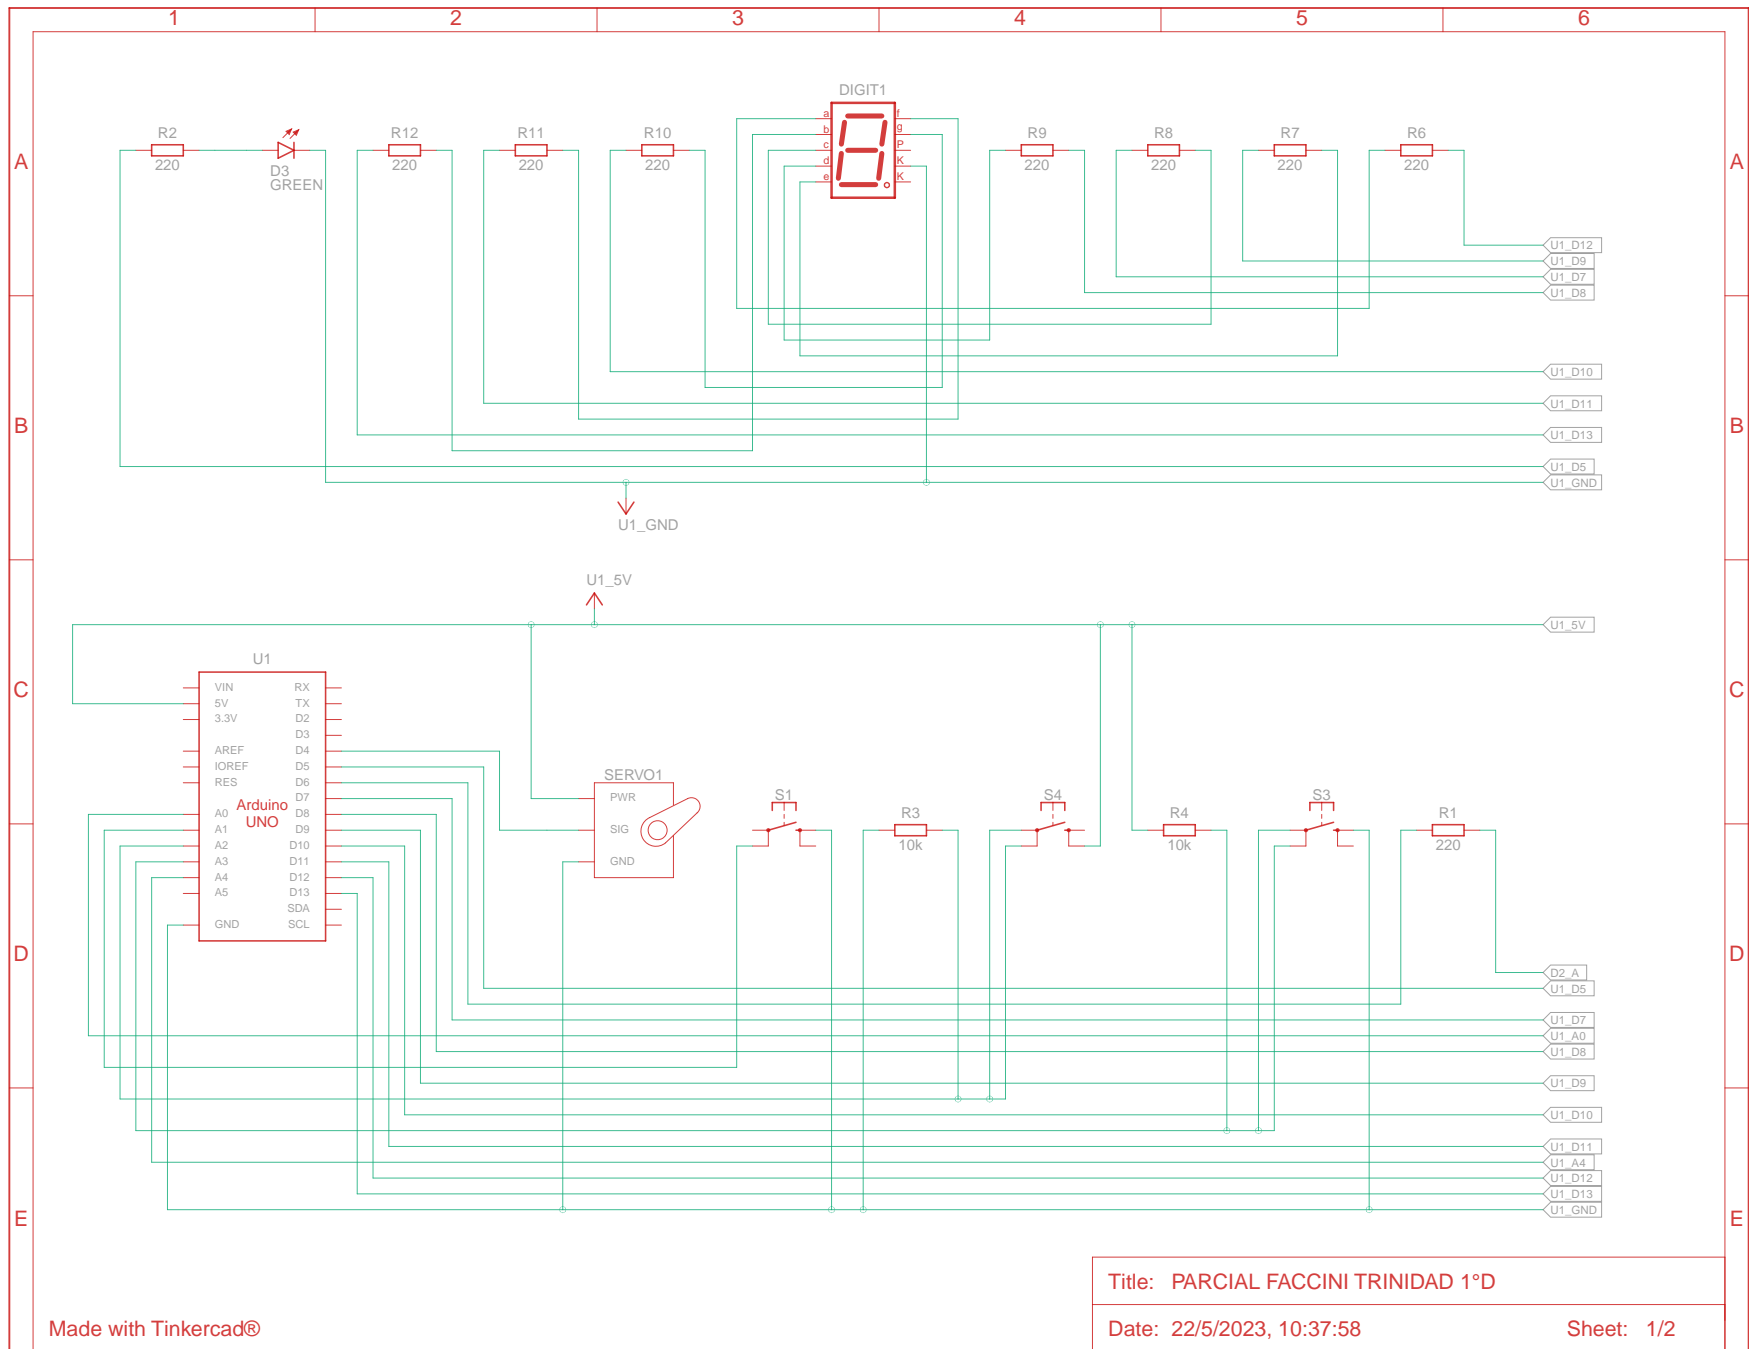 1 2 3 4 5 6
A A
B B
C C
D D
E E
DIGIT1
a f
b g
c P
d K
e K
R2
220
D3
GREEN
R12
220
R11
220
R10
220
R9
220
R8
220
R7
220
R6
220
U1_D12
U1_D9
U1_D7
U1_D8
U1_D10
U1_D11
U1_D13
U1_D5
U1_GND
U1_GND
U1_5V
U1_5V
U1
VIN RX
5V TX
3.3V D2
D3
AREF D4
IOREF D5
RES D6
D7
A0 D8
A1 D9
A2 D10
A3 D11
A4 D12
A5 D13
SDA
GND SCL
Arduino
UNO
SERVO1
PWR
SIG
GND
S1
R3
10k
S4
R4
10k
S3
R1
220
D2_A
U1_D5
U1_D7
U1_A0
U1_D8
U1_D9
U1_D10
U1_D11
U1_A4
U1_D12
U1_D13
U1_GND
Title: PARCIAL FACCINI TRINIDAD 1°D
Made with Tinkercad®
Date: 22/5/2023, 10:37:58 Sheet: 1/2